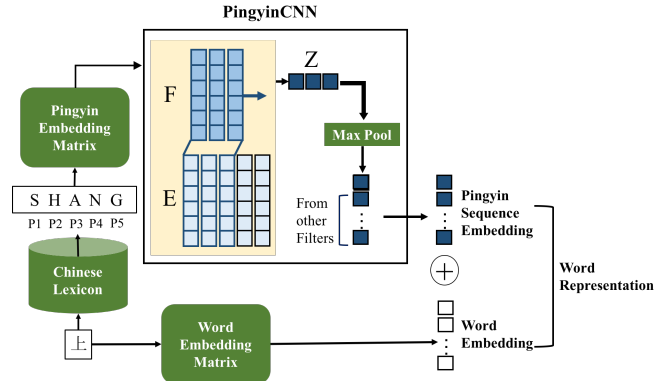 PingyinCNN
F
Z
Pingyin
Embedding
Matrix
Max Pool
S H A N G
P1 P2 P3 P4 P5
E
From
other
Filters
Pingyin
Sequence
Embedding
Chinese
Lexicon
Word
Representation
上
Word
Embedding
Matrix
Word
Embedding